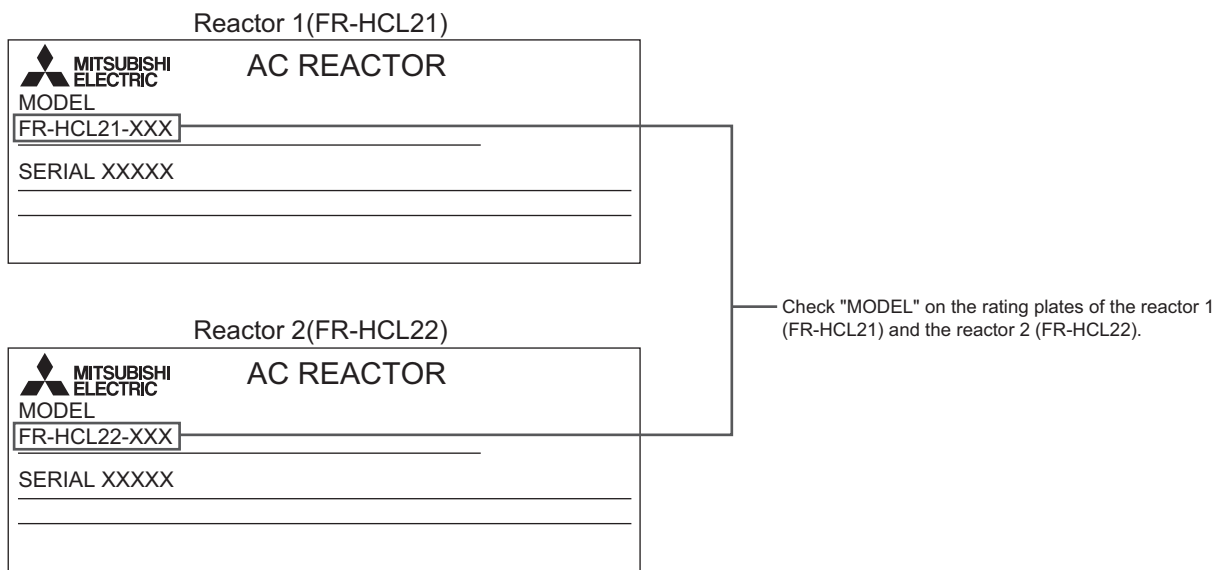 Reactor 1(FR-HCL21)
MITSUBISHI
ELECTRIC
AC REACTOR
MODEL
FR-HCL21-XXX
SERIAL XXXXX
Check "MODEL" on the rating plates of the reactor 1
(FR-HCL21) and the reactor 2 (FR-HCL22).
Reactor 2(FR-HCL22)
MITSUBISHI
ELECTRIC
AC REACTOR
MODEL
FR-HCL22-XXX
SERIAL XXXXX